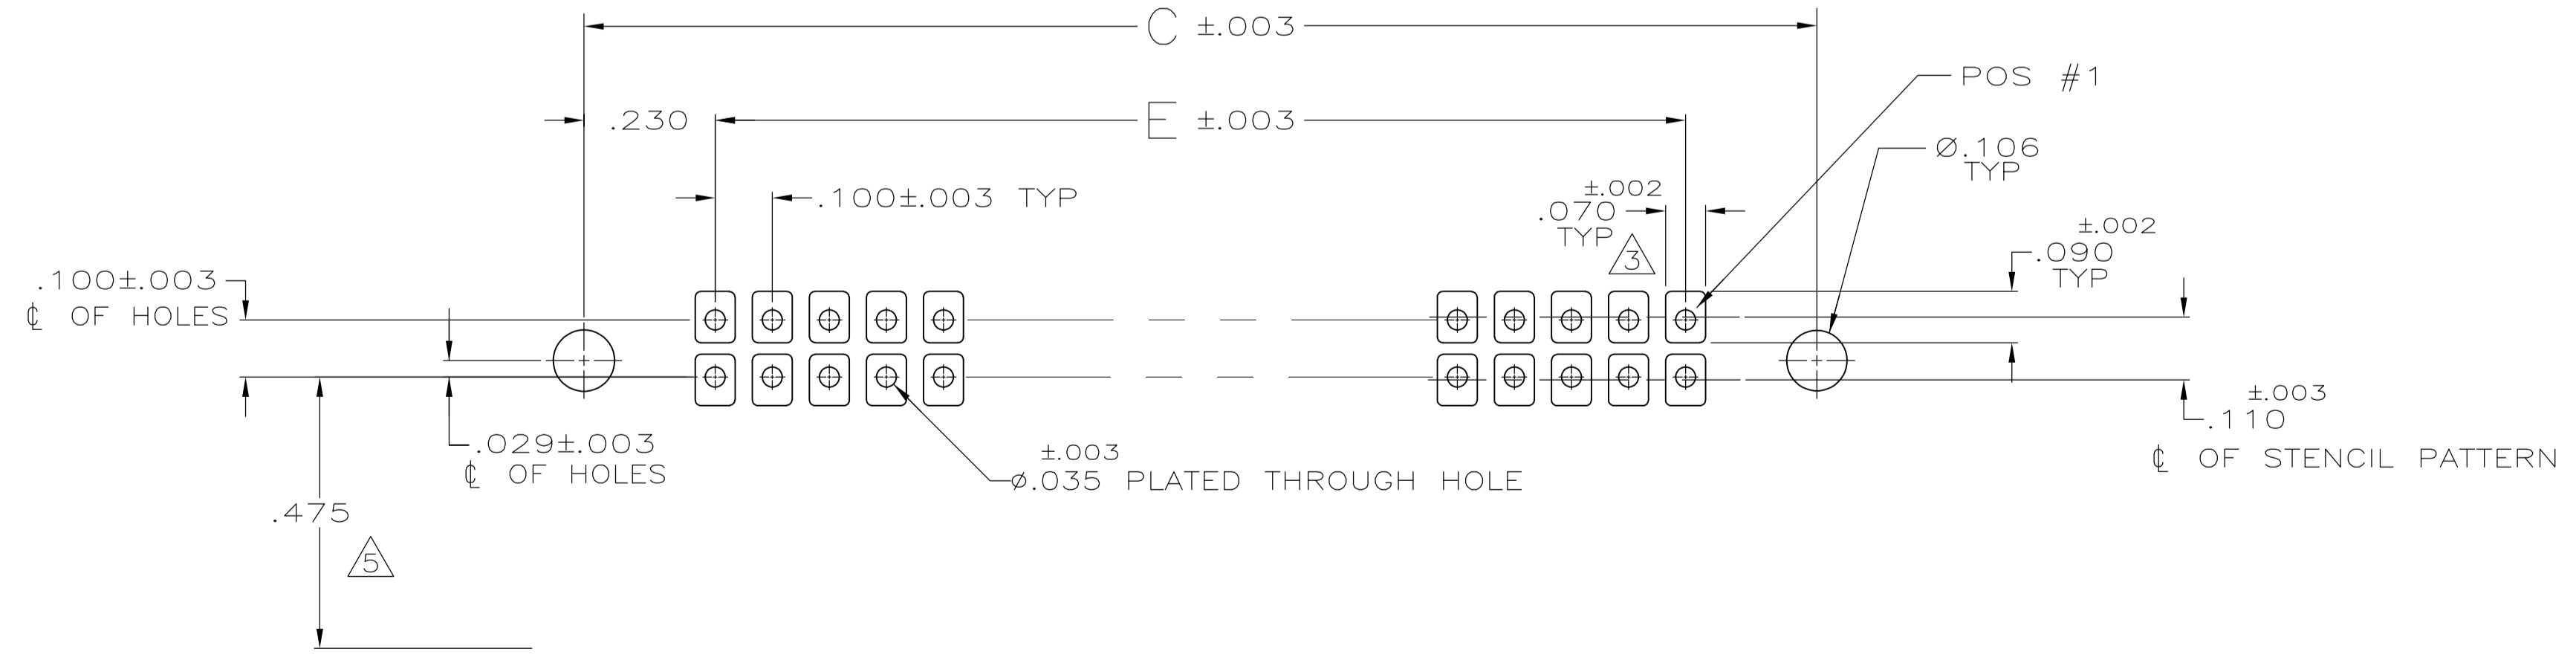 C ±.003
POS #1
.230
E ±.003
Ø.106
TYP
.100±.003 TYP
±.002
.070
TYP
3
±.002
.090
TYP
.100±.003
℄ OF HOLES
.029±.003
℄ OF HOLES
±.003
Ø.035 PLATED THROUGH HOLE
±.003
.110
℄ OF STENCIL PATTERN
.475
5